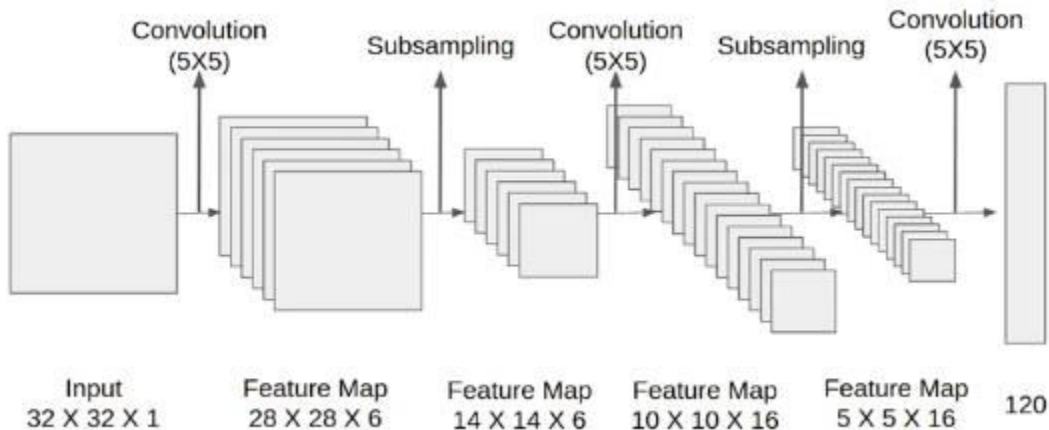 Convolution
(5X5)
Subsampling
Convolution
(5X5)
Subsampling
Convolution
(5X5)
Input
32 X 32 X 1
Feature Map
28 X 28 X 6
Feature Map
14 X 14 X 6
Feature Map
10 X 10 X 16
Feature Map
5 X 5 X 16
120